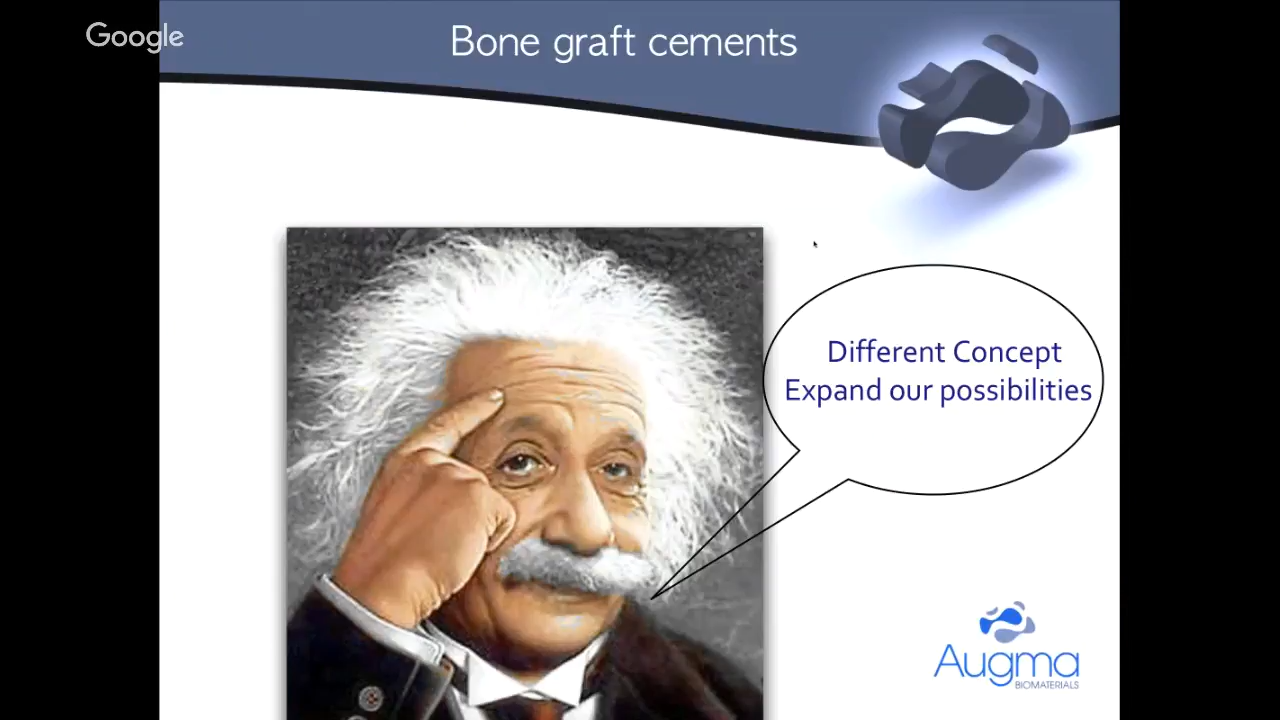 Google
Bone graft cements
Different Concept
Expand our possibilities
Augma
BIOMATERIALS